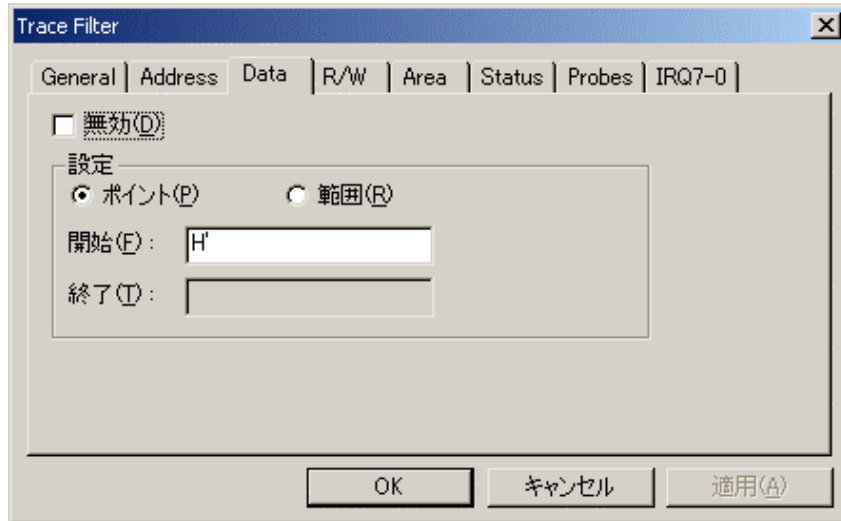 Trace Filter
General Address Data R/W Area Status Probes IRQ7-0
無効(D)
設定
ポイント(P) 範囲(R)
開始(F): H'
終了(T):
OK キャンセル 適用(A)